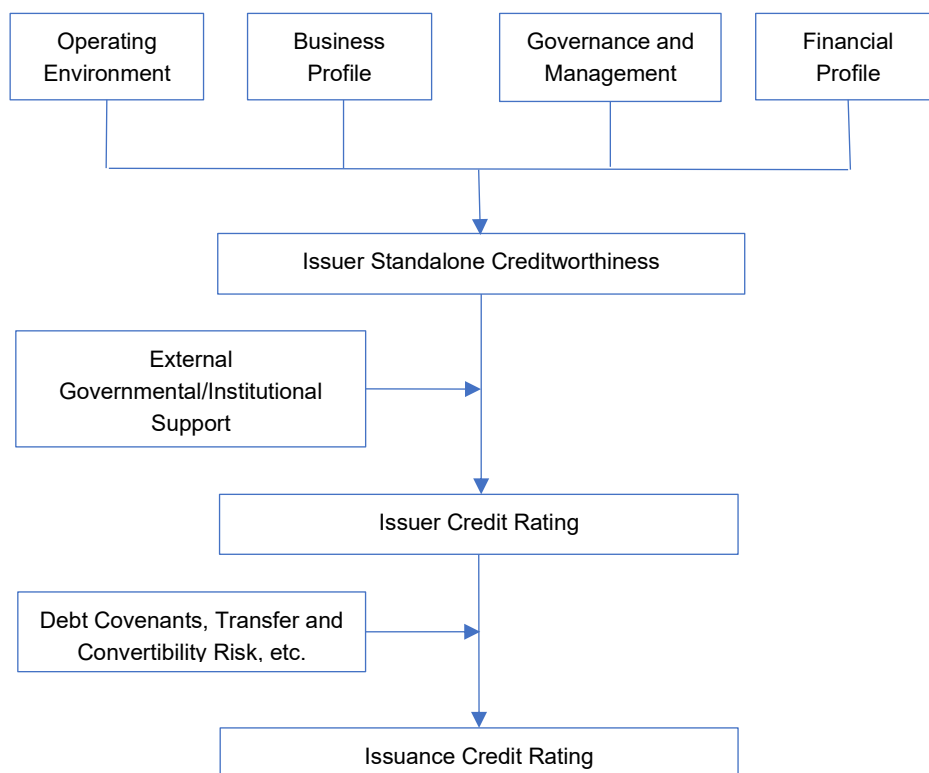 Operating
Environment
Business
Profile
Governance and
Management
Financial
Profile
Issuer Standalone Creditworthiness
External
Governmental/Institutional
Support
Issuer Credit Rating
Debt Covenants, Transfer and
Convertibility Risk, etc.
Issuance Credit Rating